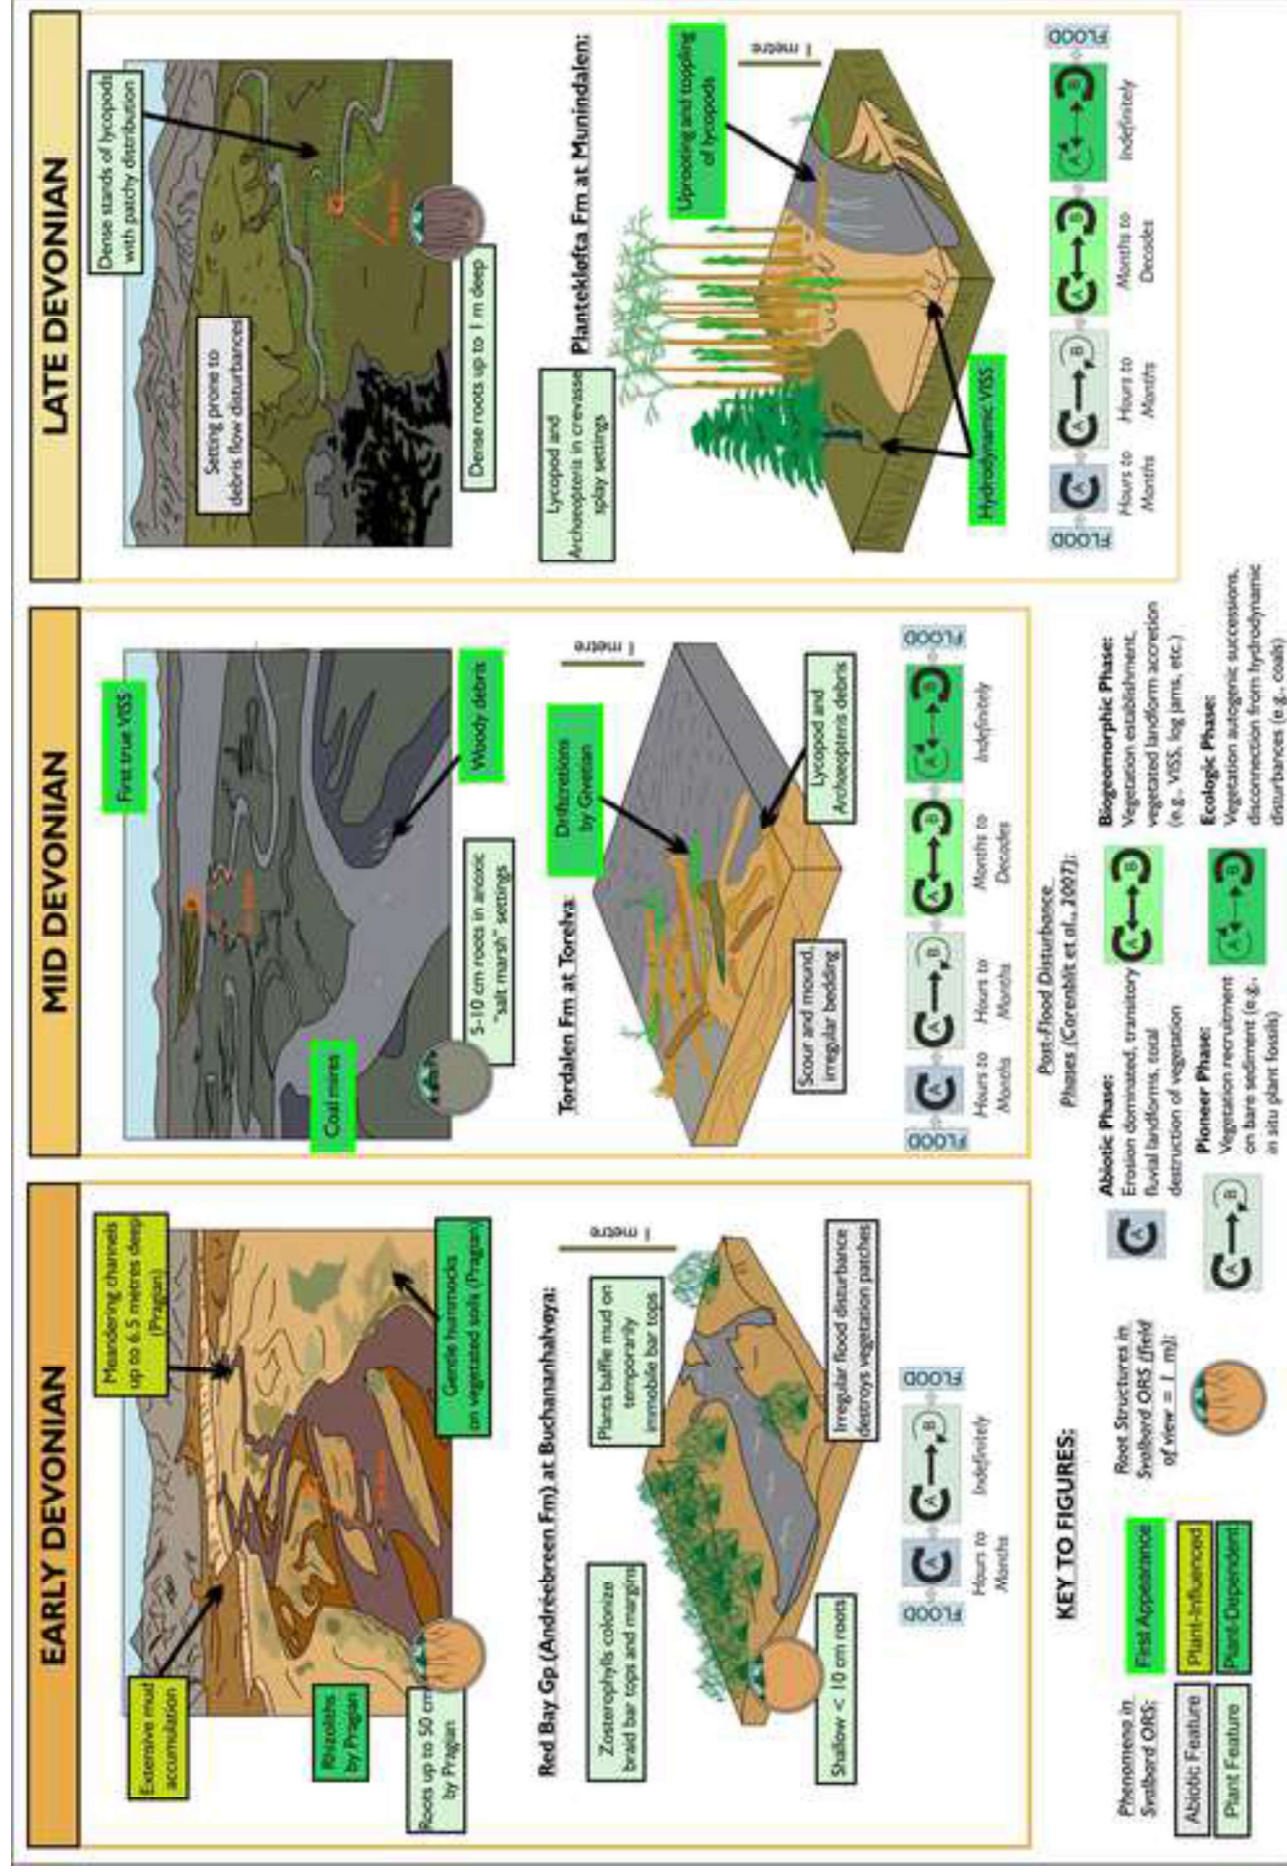 EARLY DEVONIAN
Extensive mud
accumulation
Meandering channels
up to 6.5 metres deep
(Pragian)
Rhizoliths
by Pragian
Roots up to 50 cm
by Pragian
Gentle hummocks
on vegetated soils (Pragian)
Red Bay Gp (Andréebreen Fm) at Buchananhalvøya:
1 metre
Zosterophylls colonize
braid bar tops and margins
Plants baffle mud on
temporarily
immobile bar tops
Shallow < 10 cm roots
Irregular flood disturbance
destroys vegetation patches
FLOOD
A
A
B
FLOOD
Hours to
Months
Indefinitely
MID DEVONIAN
First true VISS
Coal mires
Woody debris
5-10 cm roots in anoxic
"salt marsh" settings
Tordalen Fm at Torelva:
1 metre
Driftcretions
by Givetian
Scour and mound,
irregular beding
Lycopod and
Archaeopteris debris
FLOOD
A
A
B
A
B
A
B
FLOOD
Hours to
Months
Hours to
Months
Months to
Decades
Indefinitely
LATE DEVONIAN
Setting prone to
debris flow disturbances
Dense stands of lycopods
with patchy distribution
Dense roots up to 1 m deep
Lycopod and
Archaeopteris in crevasse
splay settings
Plantekløfta Fm at Munindalen:
1 metre
Uprooting and toppling
of lycopods
Hydrodynamic VISS
FLOOD
A
A
B
A
B
A
B
FLOOD
Hours to
Months
Hours to
Months
Months to
Decades
Indefinitely
KEY TO FIGURES:
Phenomena in
Svalbard ORS:
First Appearance
Abiotic Feature
Plant-Influenced
Plant Feature
Plant-Dependent
Root Structures in
Svalbard ORS (field
of view = 1 m):
Post-Flood Disturbance
Phases (Corenblit et al., 2007):
A
Abiotic Phase:
Erosion dominated, transitory
fluvial landforms, total
destruction of vegetation
A
B
Pioneer Phase:
Vegetation recruitment
on bare sediment (e.g.,
in situ plant fossils)
A
B
Biogeomorphic Phase:
Vegetation establishment,
vegetated landform accretion
(e.g., VISS, log jams, etc.)
A
B
Ecologic Phase:
Vegetation autogenic successions,
disconnection from hydrodynamic
disturbances (e.g., coals)